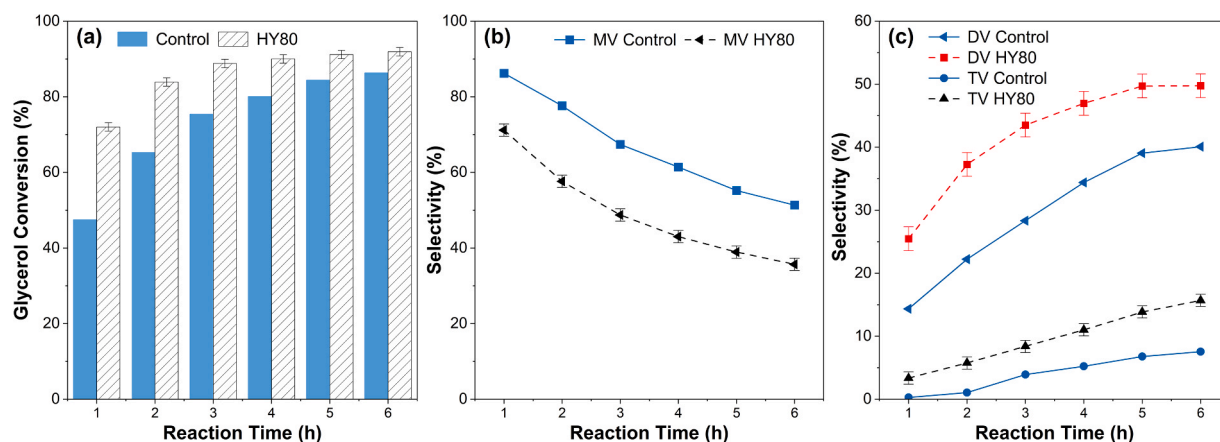 (a)
Control
HY80
Glycerol Conversion (%)
100
80
60
40
20
0
1 2 3 4 5 6
Reaction Time (h)
(b)
MV Control
MV HY80
Selectivity (%)
100
80
60
40
20
0
1 2 3 4 5 6
Reaction Time (h)
(c)
DV Control
DV HY80
TV Control
TV HY80
Selectivity (%)
60
50
40
30
20
10
0
1 2 3 4 5 6
Reaction Time (h)